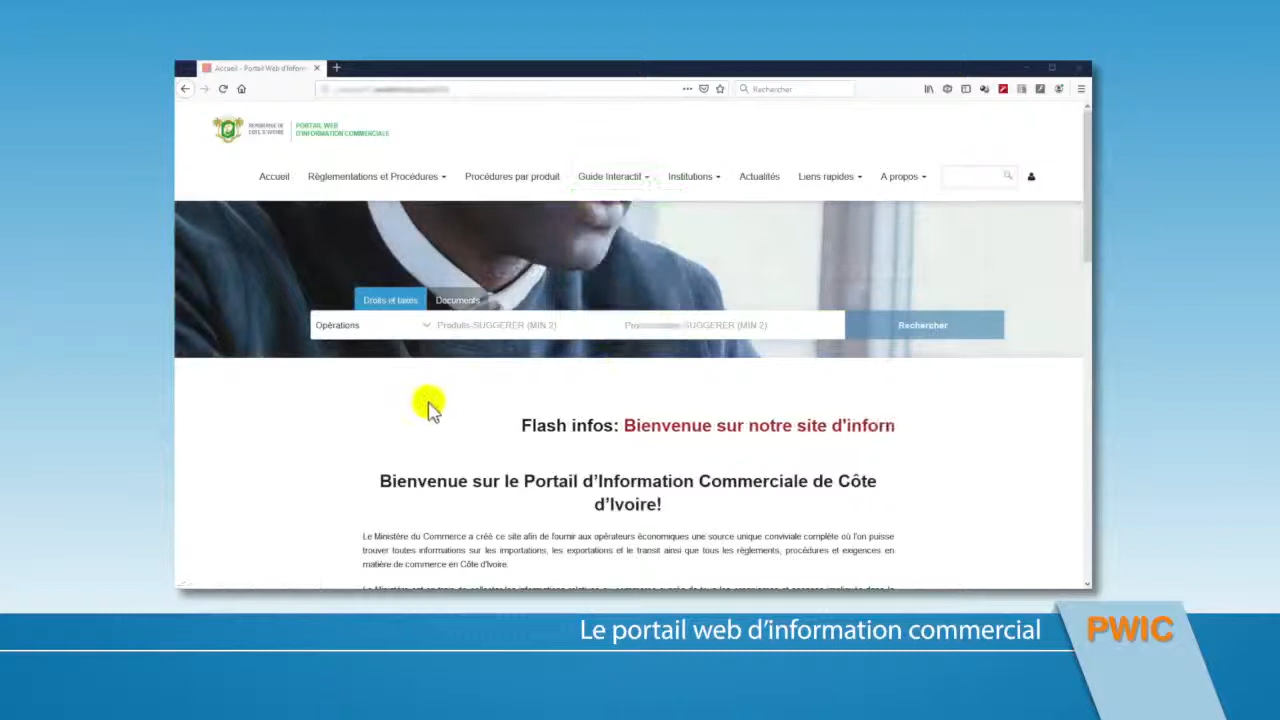 Accueil - Portail Web d'Inform
Rechercher
REPUBLIQUE DE
CÔTE D'IVOIRE
PORTAIL WEB
D'INFORMATION COMMERCIALE
Accueil Règlementations et Procédures Procédures par produit Guide Interactif Institutions Actualités Liens rapides A propos
Droits et taxes Documents
Opérations Produits-SUGGERER (MIN 2) SUGGERER (MIN 2) Rechercher
Flash infos: Bienvenue sur notre site d'inform
Bienvenue sur le Portail d'Information Commerciale de Côte
d'Ivoire!
Le Ministère du Commerce a créé ce site afin de fournir aux opérateurs économiques une source unique conviviale complète où l'on puisse
trouver toutes informations sur les importations, les exportations et le transit ainsi que tous les règlements, procédures et exigences en
matière de commerce en Côte d'Ivoire.
Le portail web d'information commercial
PWIC